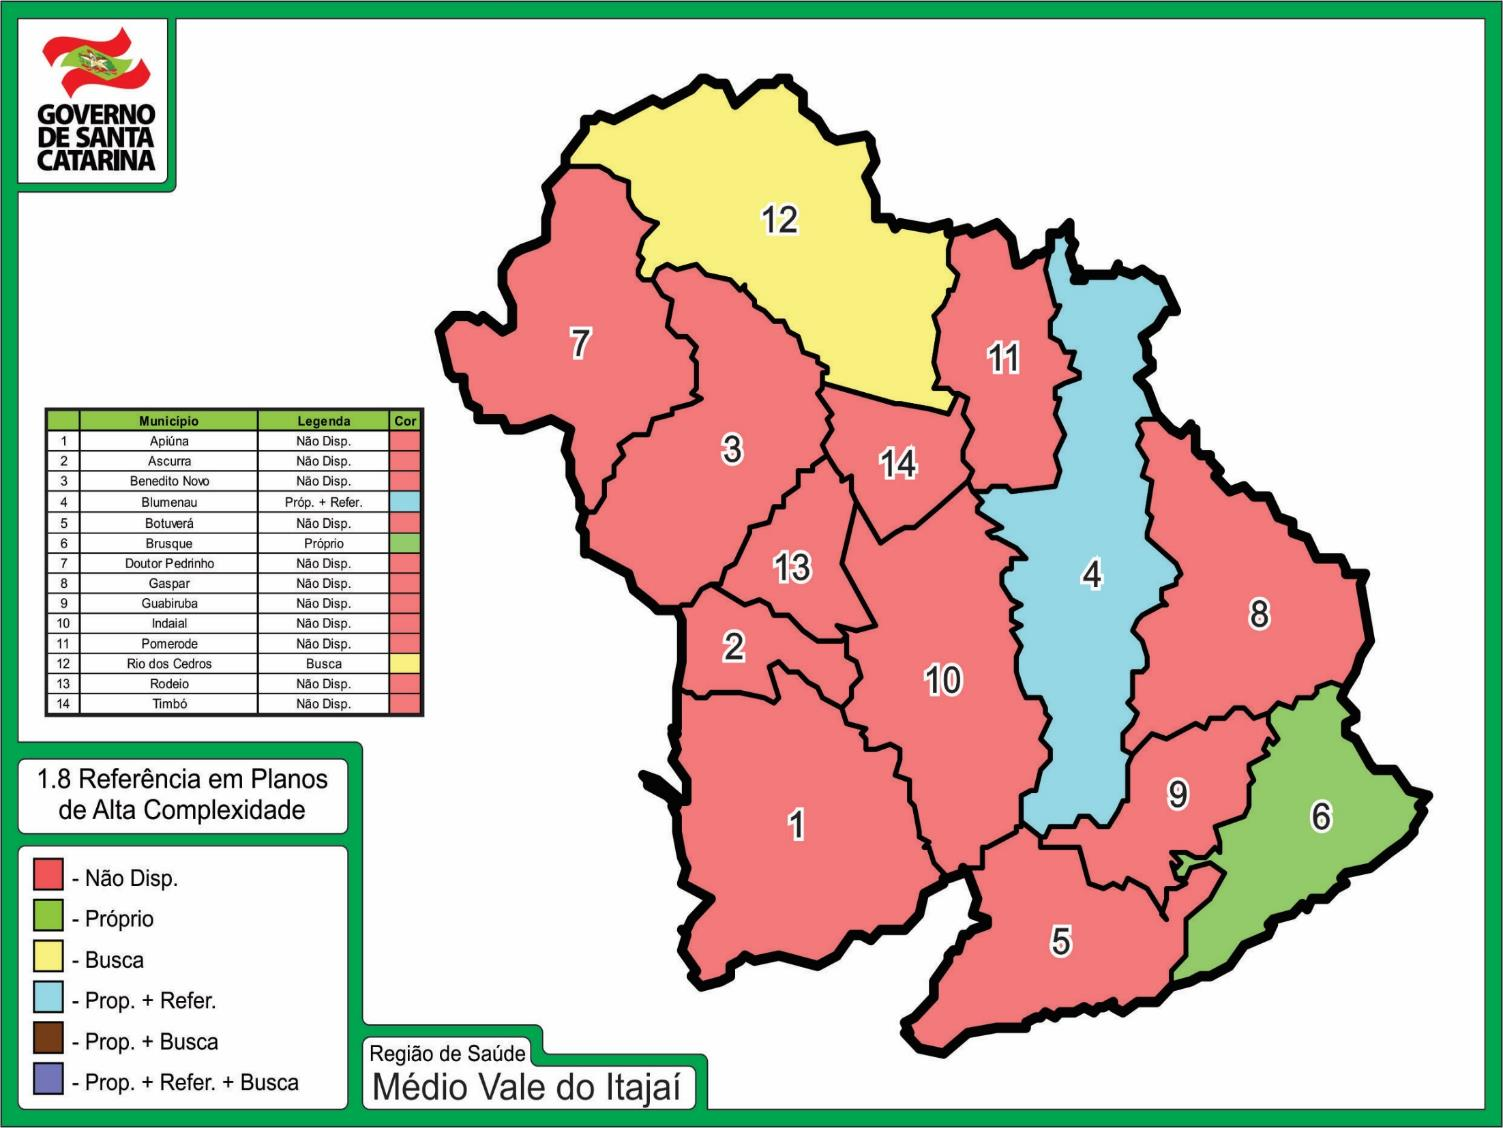 GOVERNO
DE SANTA
CATARINA
12
7
11
3
14
13
4
8
2
10
9
6
1
5
Município Legenda Cor
1 Apiúna Não Disp.
2 Ascurra Não Disp.
3 Benedito Novo Não Disp.
4 Blumenau Próp. + Refer.
5 Botuverá Não Disp.
6 Brusque Próprio
7 Doutor Pedrinho Não Disp.
8 Gaspar Não Disp.
9 Guabiruba Não Disp.
10 Indaial Não Disp.
11 Pomerode Não Disp.
12 Rio dos Cedros Busca
13 Rodeio Não Disp.
14 Timbó Não Disp.
1.8 Referência em Planos
de Alta Complexidade
- Não Disp.
- Próprio
- Busca
- Prop. + Refer.
- Prop. + Busca
- Prop. + Refer. + Busca
Região de Saúde
Médio Vale do Itajaí